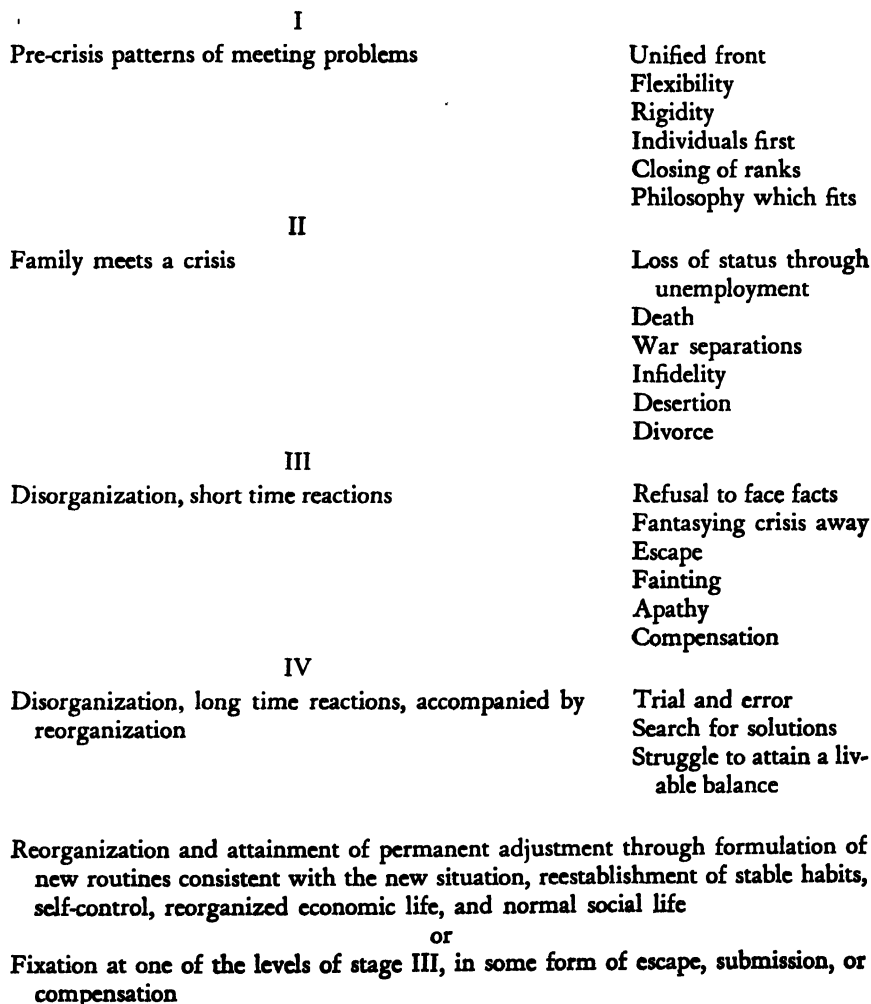 I
Pre-crisis patterns of meeting problems
Unified front
Flexibility
Rigidity
Individuals first
Closing of ranks
Philosophy which fits
II
Family meets a crisis
Loss of status through
unemployment
Death
War separations
Infidelity
Desertion
Divorce
III
Disorganization, short time reactions
Refusal to face facts
Fantasying crisis away
Escape
Fainting
Apathy
Compensation
IV
Disorganization, long time reactions, accompanied by
reorganization
Trial and error
Search for solutions
Struggle to attain a liv-
able balance
Reorganization and attainment of permanent adjustment through formulation of
new routines consistent with the new situation, reestablishment of stable habits,
self-control, reorganized economic life, and normal social life
or
Fixation at one of the levels of stage III, in some form of escape, submission, or
compensation